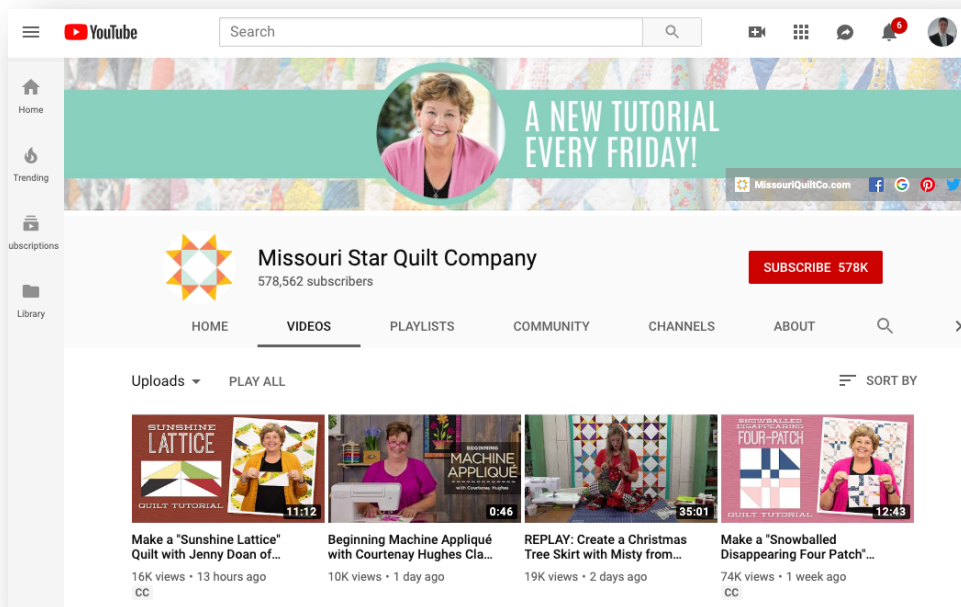 YouTube
Search
6
Home
Trending
ubscriptions
Library
A NEW TUTORIAL
EVERY FRIDAY!
MissouriQuiltCo.com
Missouri Star Quilt Company
578,562 subscribers
SUBSCRIBE 578K
HOME VIDEOS PLAYLISTS COMMUNITY CHANNELS ABOUT
Uploads PLAY ALL SORT BY
SUNSHINE
LATTICE
QUILT TUTORIAL
11:12
BEGINNING
MACHINE
APPLIQUÉ
with Courtenay Hughes
0:46
35:01
SNOWBALLED
DISAPPEARING
FOUR-PATCH
QUILT TUTORIAL
12:43
Make a "Sunshine Lattice"
Quilt with Jenny Doan of...
16K views • 13 hours ago
CC
Beginning Machine Appliqué
with Courtenay Hughes Cla...
10K views • 1 day ago
REPLAY: Create a Christmas
Tree Skirt with Misty from...
19K views • 2 days ago
Make a "Snowballed
Disappearing Four Patch"...
74K views • 1 week ago
CC